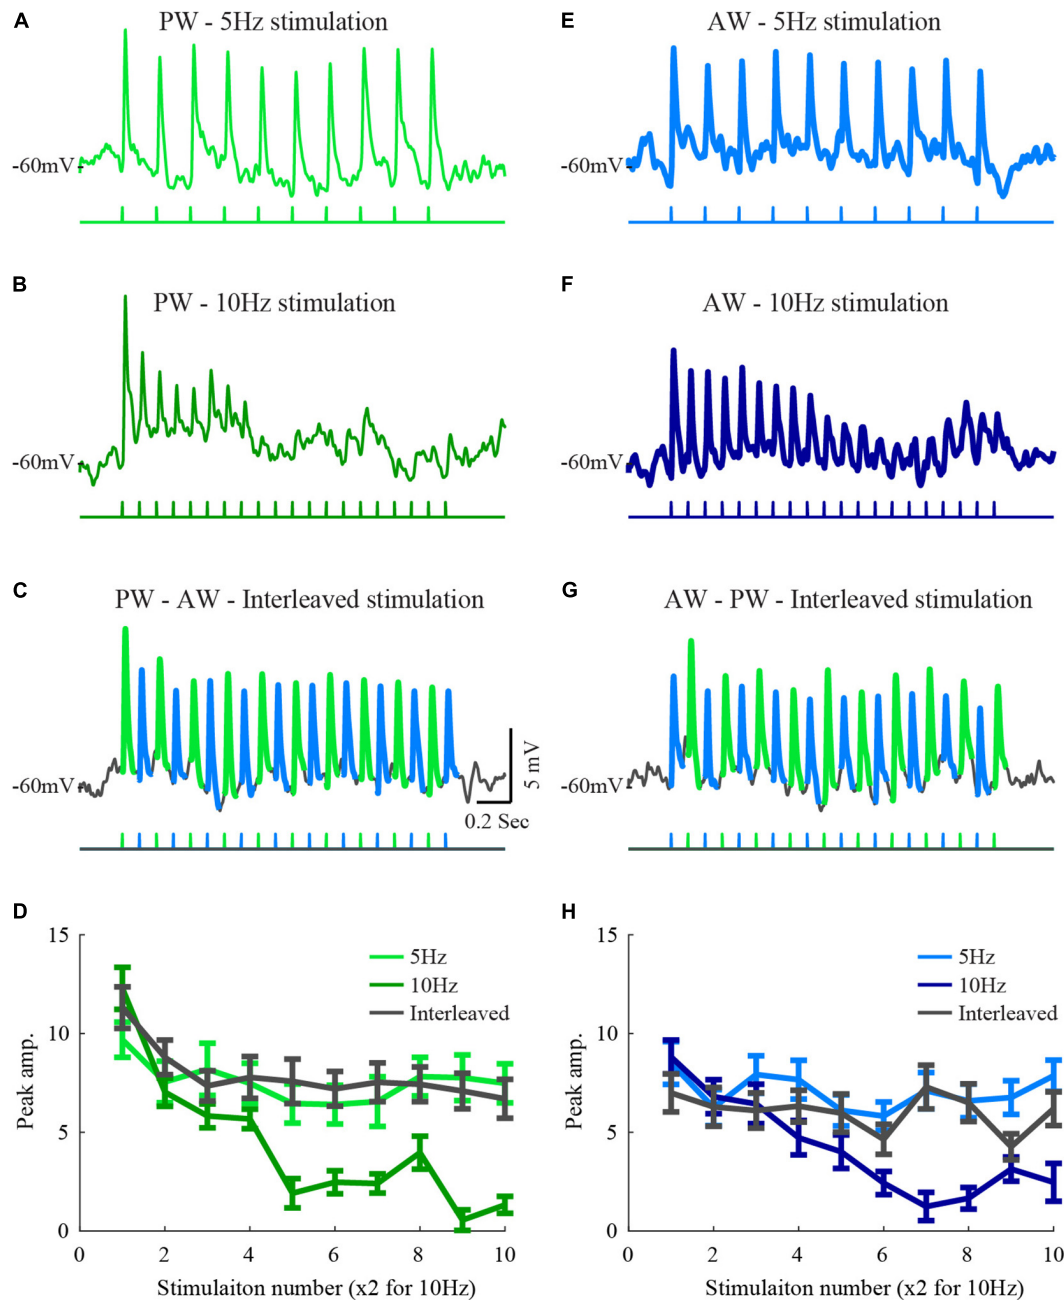 A
PW - 5Hz stimulation
-60mV
B
PW - 10Hz stimulation
-60mV
C
PW - AW - Interleaved stimulation
-60mV
5 mV
0.2 Sec
D
15
10
5
0
Peak amp.
5Hz
10Hz
Interleaved
0 2 4 6 8 10
Stimulaiton number (x2 for 10Hz)
E
AW - 5Hz stimulation
-60mV
F
AW - 10Hz stimulation
-60mV
G
AW - PW - Interleaved stimulation
-60mV
H
15
10
5
0
Peak amp.
5Hz
10Hz
Interleaved
0 2 4 6 8 10
Stimulaiton number (x2 for 10Hz)